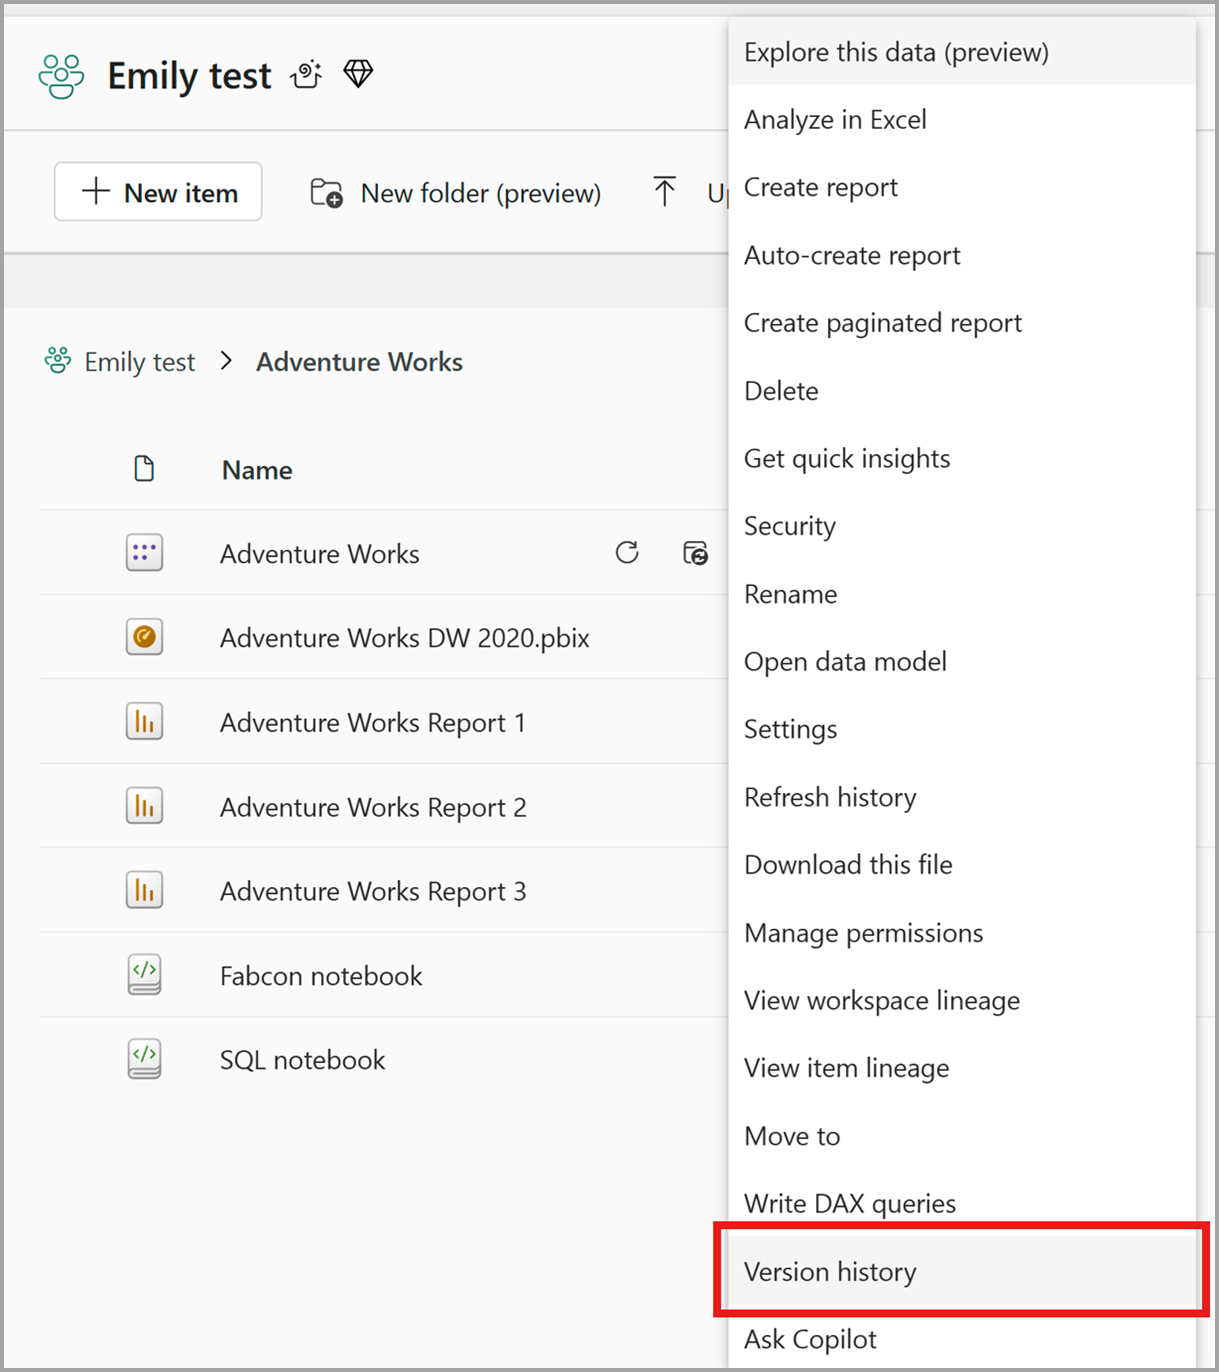 Emily test
New item
New folder (preview)
Emily test > Adventure Works
Name
Adventure Works
Adventure Works DW 2020.pbix
Adventure Works Report 1
Adventure Works Report 2
Adventure Works Report 3
Fabcon notebook
SQL notebook
Explore this data (preview)
Analyze in Excel
Create report
Auto-create report
Create paginated report
Delete
Get quick insights
Security
Rename
Open data model
Settings
Refresh history
Download this file
Manage permissions
View workspace lineage
View item lineage
Move to
Write DAX queries
Version history
Ask Copilot